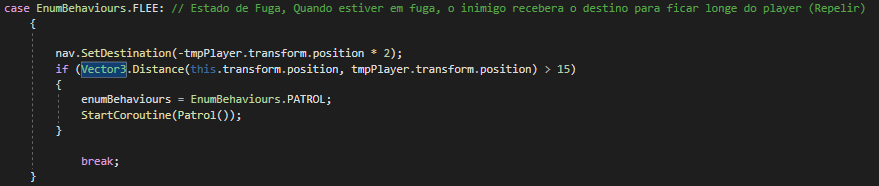 case EnumBehaviours.FLEE: // Estado de Fuga, Quando estiver em fuga, o inimigo recebera o destino para ficar longe do player (Repelir)
{
nav.SetDestination(-tmpPlayer.transform.position * 2);
if (Vector3.Distance(this.transform.position, tmpPlayer.transform.position) > 15)
{
enumBehaviours = EnumBehaviours.PATROL;
StartCoroutine(Patrol());
}
break;
}